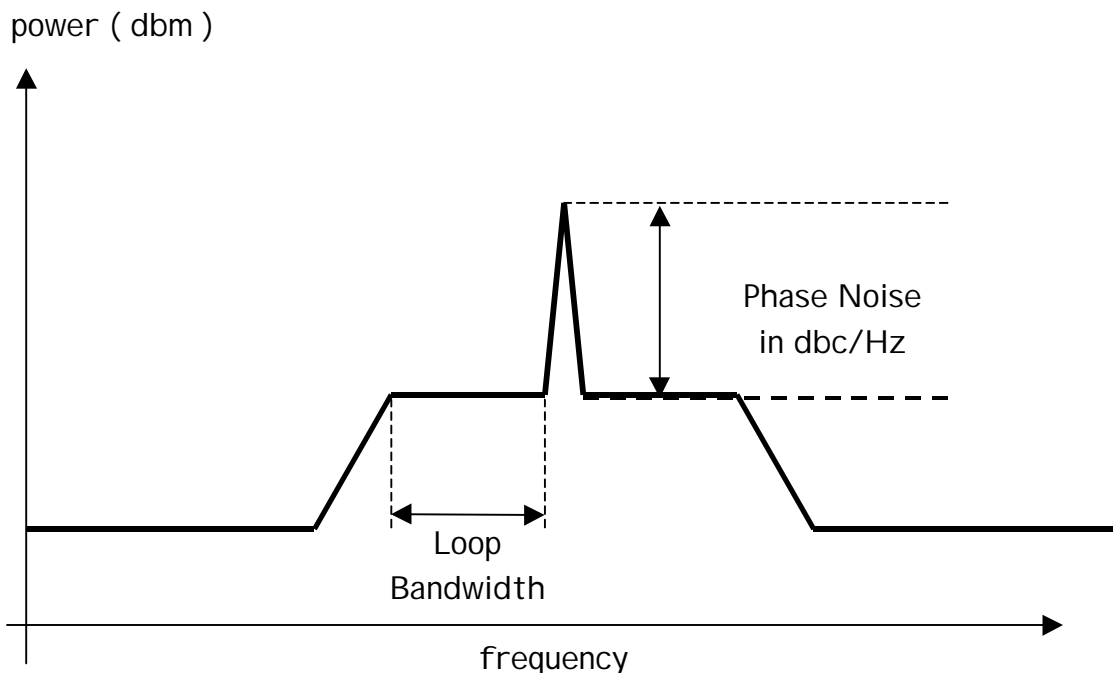 power ( dbm )
Phase Noise
in dbc/Hz
Loop
Bandwidth
frequency